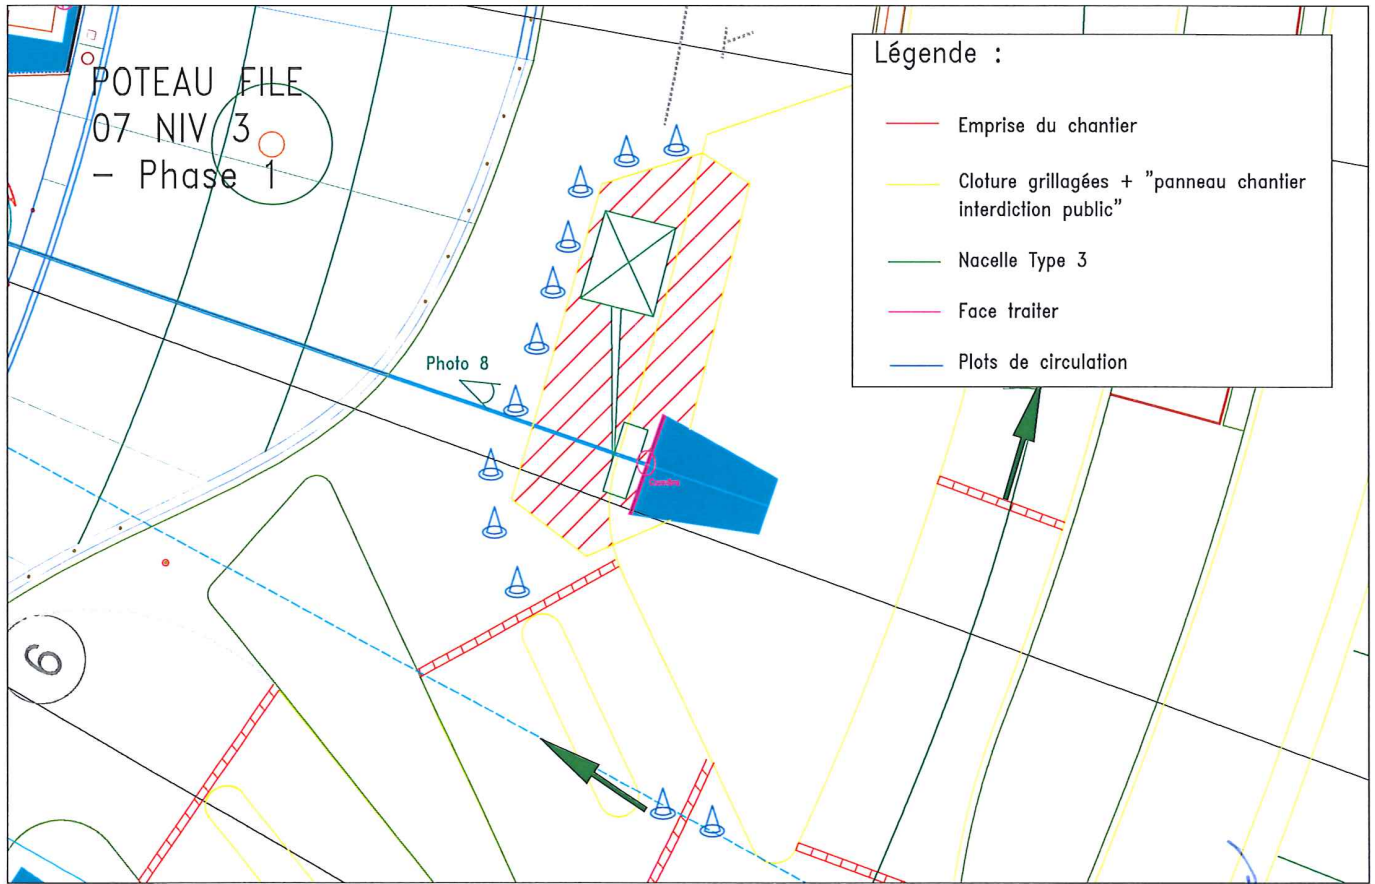 POTEAU FILE
07 NIV 3
- Phase 1
Légende :
Emprise du chantier
Cloture grillagées + "panneau chantier
interdiction public"
Nacelle Type 3
Face traiter
Plots de circulation
Photo 8
6